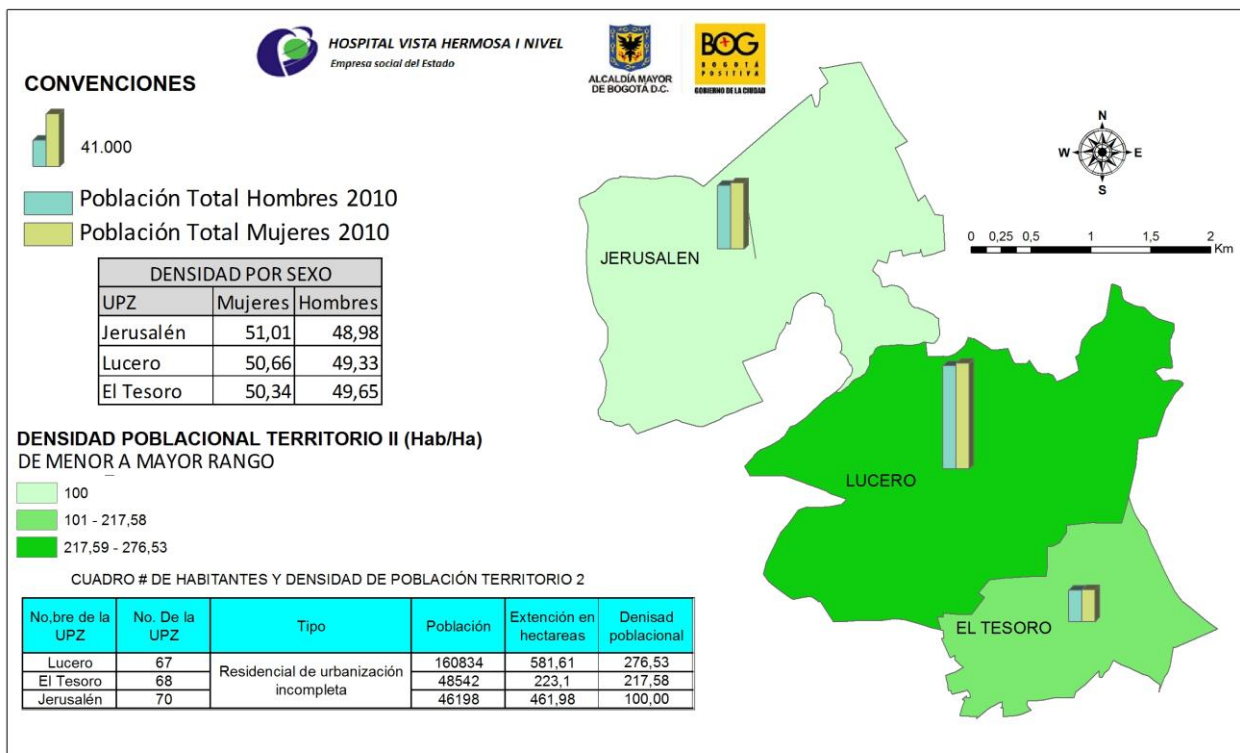 HOSPITAL VISTA HERMOSA I NIVEL
Empresa social del Estado
ALCALDÍA MAYOR
DE BOGOTÁ D.C.
BOG
BOGOTÁ
POSITIVA
GOBIERNO DE LA CIUDAD
CONVENCIONES
41.000
Población Total Hombres 2010
Población Total Mujeres 2010
DENSIDAD POR SEXO
UPZ Mujeres Hombres
Jerusalén 51,01 48,98
Lucero 50,66 49,33
El Tesoro 50,34 49,65
DENSIDAD POBLACIONAL TERRITORIO II (Hab/Ha)
DE MENOR A MAYOR RANGO
100
101 - 217,58
217,59 - 276,53
CUADRO # DE HABITANTES Y DENSIDAD DE POBLACIÓN TERRITORIO 2
No,bre de la UPZ No. De la UPZ Tipo Población Extención en hectareas Denisad poblacional
Lucero 67 Residencial de urbanización incompleta 160834 581,61 276,53
El Tesoro 68 48542 223,1 217,58
Jerusalén 70 46198 461,98 100,00
N
W E
S
0 0,25 0,5 1 1,5 2
Km
JERUSALEN
LUCERO
EL TESORO